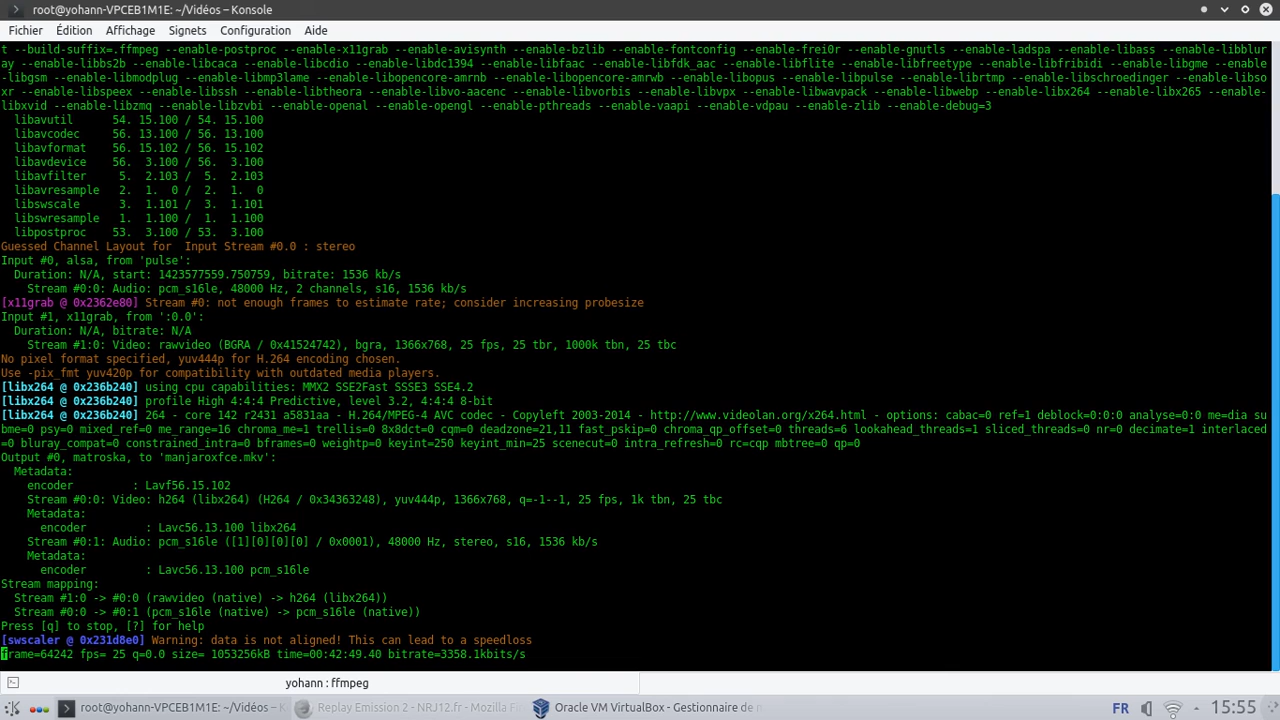 root@yohann-VPCEB1M1E: ~/Vidéos – Konsole
Fichier Édition Affichage Signets Configuration Aide
t --build-suffix=.ffmpeg --enable-postproc --enable-x11grab --enable-avisynth --enable-bzlib --enable-fontconfig --enable-frei0r --enable-gnutls --enable-ladspa --enable-libass --enable-libblur
ay --enable-libbs2b --enable-libcaca --enable-libcdio --enable-libdc1394 --enable-libfaac --enable-libfdk_aac --enable-libflite --enable-libfreetype --enable-libfribidi --enable-libgme --enable
-libgsm --enable-libmodplug --enable-libmp3lame --enable-libopencore-amrnb --enable-libopencore-amrwb --enable-libopus --enable-libpulse --enable-librtmp --enable-libschroedinger --enable-libso
xr --enable-libspeex --enable-libssh --enable-libtheora --enable-libvo-aacenc --enable-libvorbis --enable-libvpx --enable-libwavpack --enable-libwebp --enable-libx264 --enable-libx265 --enable-
libxvid --enable-libzmq --enable-libzvbi --enable-openal --enable-opengl --enable-pthreads --enable-vaapi --enable-vdpau --enable-zlib --enable-debug=3
libavutil 54. 15.100 / 54. 15.100
libavcodec 56. 13.100 / 56. 13.100
libavformat 56. 15.102 / 56. 15.102
libavdevice 56. 3.100 / 56. 3.100
libavfilter 5. 2.103 / 5. 2.103
libavresample 2. 1. 0 / 2. 1. 0
libswscale 3. 1.101 / 3. 1.101
libswresample 1. 1.100 / 1. 1.100
libpostproc 53. 3.100 / 53. 3.100
Guessed Channel Layout for Input Stream #0.0 : stereo
Input #0, alsa, from 'pulse':
Duration: N/A, start: 1423577559.750759, bitrate: 1536 kb/s
Stream #0:0: Audio: pcm_s16le, 48000 Hz, 2 channels, s16, 1536 kb/s
[x11grab @ 0x2362e80] Stream #0: not enough frames to estimate rate; consider increasing probesize
Input #1, x11grab, from ':0.0':
Duration: N/A, bitrate: N/A
Stream #1:0: Video: rawvideo (BGRA / 0x41524742), bgra, 1366x768, 25 fps, 25 tbr, 1000k tbn, 25 tbc
No pixel format specified, yuv444p for H.264 encoding chosen.
Use -pix_fmt yuv420p for compatibility with outdated media players.
[libx264 @ 0x236b240] using cpu capabilities: MMX2 SSE2Fast SSSE3 SSE4.2
[libx264 @ 0x236b240] profile High 4:4:4 Predictive, level 3.2, 4:4:4 8-bit
[libx264 @ 0x236b240] 264 - core 142 r2431 a5831aa - H.264/MPEG-4 AVC codec - Copyleft 2003-2014 - http://www.videolan.org/x264.html - options: cabac=0 ref=1 deblock=0:0:0 analyse=0:0 me=dia su
bme=0 psy=0 mixed_ref=0 me_range=16 chroma_me=1 trellis=0 8x8dct=0 cqm=0 deadzone=21,11 fast_pskip=0 chroma_qp_offset=0 threads=6 lookahead_threads=1 sliced_threads=0 nr=0 decimate=1 interlaced
=0 bluray_compat=0 constrained_intra=0 bframes=0 weightp=0 keyint=250 keyint_min=25 scenecut=0 intra_refresh=0 rc=cqp mbtree=0 qp=0
Output #0, matroska, to 'manjaroxfce.mkv':
Metadata:
encoder : Lavf56.15.102
Stream #0:0: Video: h264 (libx264) (H264 / 0x34363248), yuv444p, 1366x768, q=-1--1, 25 fps, 1k tbn, 25 tbc
Metadata:
encoder : Lavc56.13.100 libx264
Stream #0:1: Audio: pcm_s16le ([1][0][0][0] / 0x0001), 48000 Hz, stereo, s16, 1536 kb/s
Metadata:
encoder : Lavc56.13.100 pcm_s16le
Stream mapping:
Stream #1:0 -> #0:0 (rawvideo (native) -> h264 (libx264))
Stream #0:0 -> #0:1 (pcm_s16le (native) -> pcm_s16le (native))
Press [q] to stop, [?] for help
[swscaler @ 0x231d8e0] Warning: data is not aligned! This can lead to a speedloss
frame=64242 fps= 25 q=0.0 size= 1053256kB time=00:42:49.40 bitrate=3358.1kbits/s
yohann : ffmpeg
root@yohann-VPCEB1M1E: ~/Vidéos – K Replay Emission 2 - NRJ12.fr - Mozilla Fi Oracle VM VirtualBox - Gestionnaire de m FR 15:55